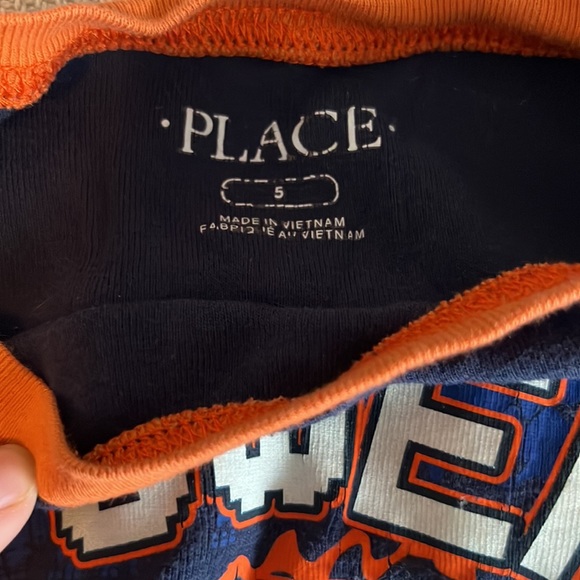 ·PLACE·
5
MADE IN VIETNAM
FABRIQUÉ AU VIETNAM